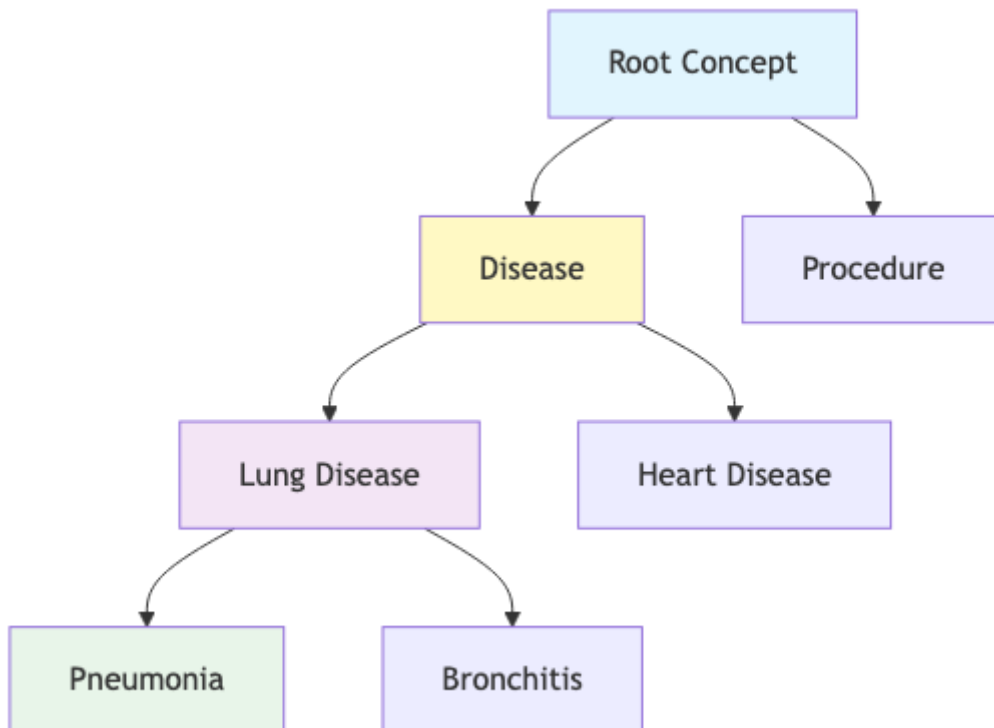 Root Concept
Disease
Procedure
Lung Disease
Heart Disease
Pneumonia
Bronchitis